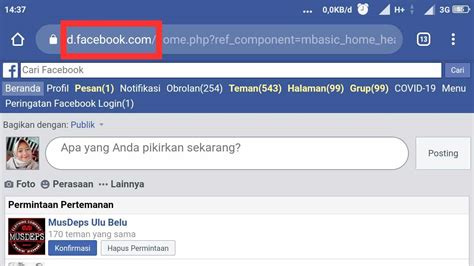 14:37 ... 0,0KB/d H+ 3G
d.facebook.com/home.php?ref_component=mbasic_home_hea 13
f Cari Facebook
Beranda Profil Pesan(1) Notifikasi Obrolan(254) Teman(543) Halaman(99) Grup(99) COVID-19 Menu
Peringatan Facebook Login(1)
Bagikan dengan: Publik
Apa yang Anda pikirkan sekarang?
Posting
Foto Perasaan ••• Lainnya
Permintaan Pertemanan
MUSDEPS
MusDeps Ulu Belu
170 teman yang sama
Konfirmasi Hapus Permintaan